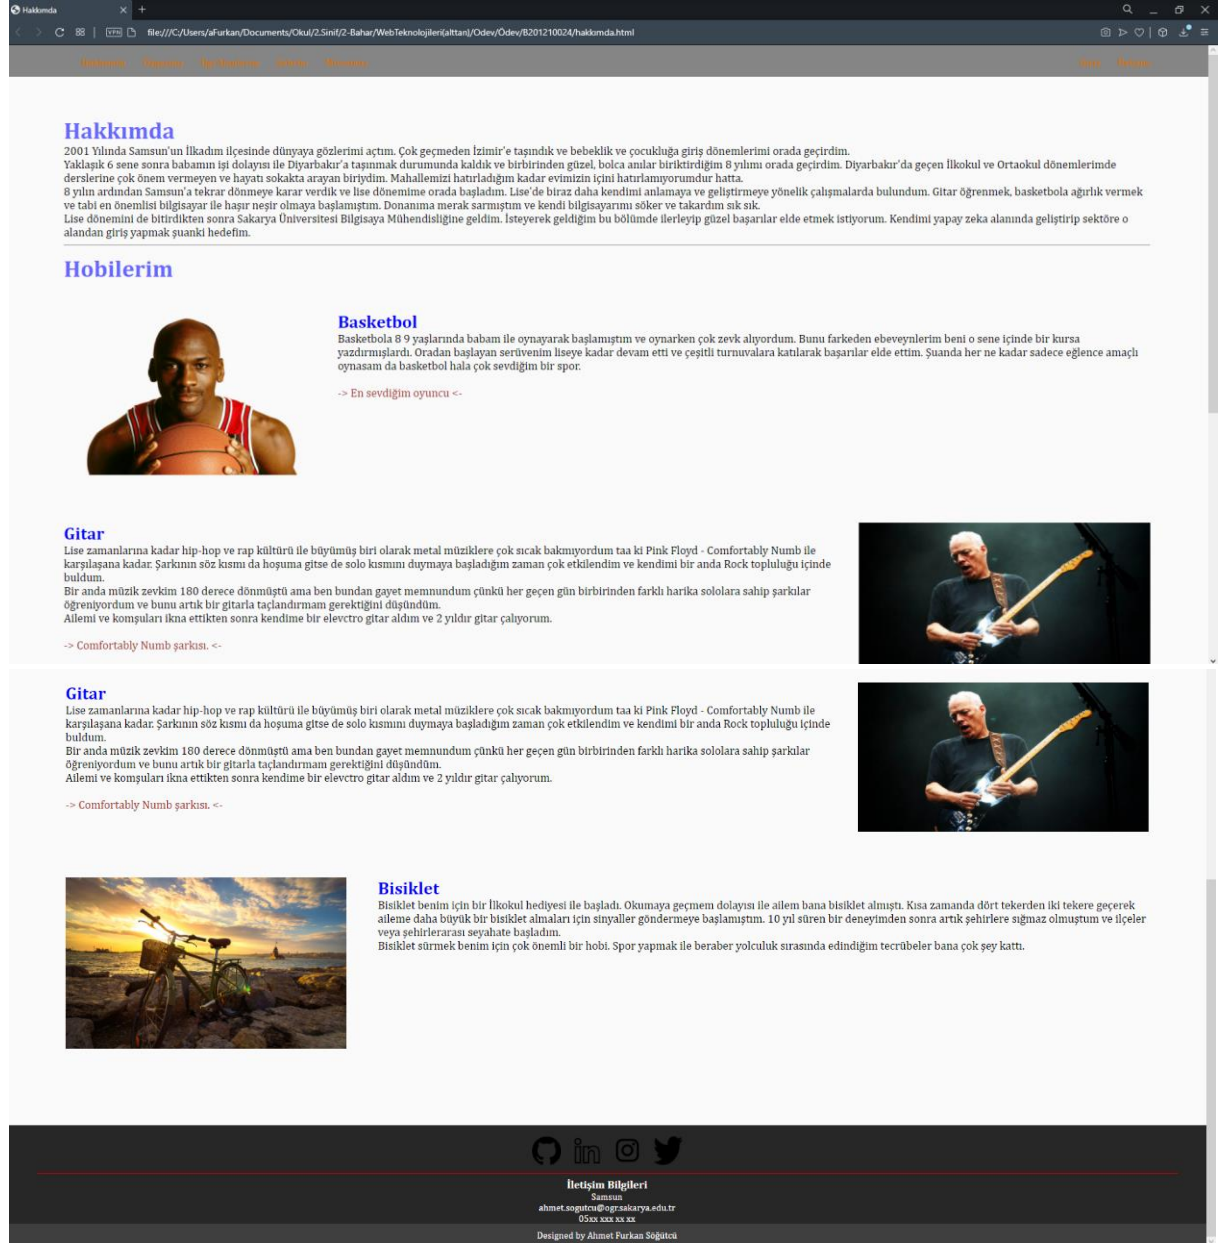 Hakkımda
file:///C:/Users/aFurkan/Documents/Okul/2.Sinif/2-Bahar/WebTeknolojileri(alttan)/Odev/Ödev/B201210024/hakkımda.html
Hakkımda
2001 Yılında Samsun'un İlkadım ilçesinde dünyaya gözlerimi açtım. Çok geçmeden İzimir'e taşındık ve bebeklik ve çocukluğa giriş dönemlerimi orada geçirdim.
Yaklaşık 6 sene sonra babamın işi dolayısı ile Diyarbakır'a taşınmak durumunda kaldık ve birbirinden güzel, bolca anılar biriktirdiğim 8 yılımı orada geçirdim. Diyarbakır'da geçen İlkokul ve Ortaokul dönemlerimde
derslerine çok önem vermeyen ve hayatı sokakta arayan biriydim. Mahallemizi hatırladığım kadar evimizin içini hatırlamıyorumdur hatta.
8 yılın ardından Samsun'a tekrar dönmeye karar verdik ve lise dönemime orada başladım. Lise'de biraz daha kendimi anlamaya ve geliştirmeye yönelik çalışmalarda bulundum. Gitar öğrenmek, basketbola ağırlık vermek
ve tabi en önemlisi bilgisayar ile haşır neşir olmaya başlamıştım. Donanıma merak sarmıştım ve kendi bilgisayarımı söker ve takardım sık sık.
Lise dönemini de bitirdikten sonra Sakarya Üniversitesi Bilgisaya Mühendisliğine geldim. İsteyerek geldiğim bu bölümde ilerleyip güzel başarılar elde etmek istiyorum. Kendimi yapay zeka alanında geliştirip sektöre o
alandan giriş yapmak şuanki hedefim.
Hobilerim
Basketbol
Basketbola 8 9 yaşlarında babam ile oynayarak başlamıştım ve oynarken çok zevk alıyordum. Bunu farkeden ebeveynlerim beni o sene içinde bir kursa
yazdırmışlardı. Oradan başlayan serüvenim liseye kadar devam etti ve çeşitli turnuvalara katılarak başarılar elde ettim. Şuanda her ne kadar sadece eğlence amaçlı
oynasam da basketbol hala çok sevdiğim bir spor.
-> En sevdiğim oyuncu <-
Gitar
Lise zamanlarına kadar hip-hop ve rap kültürü ile büyümüş biri olarak metal müziklere çok sıcak bakmıyordum taa ki Pink Floyd - Comfortably Numb ile
karşılaşana kadar. Şarkının söz kısmı da hoşuma gitse de solo kısmını duymaya başladığım zaman çok etkilendim ve kendimi bir anda Rock topluluğu içinde
buldum.
Bir anda müzik zevkim 180 derece dönmüştü ama ben bundan gayet memnundum çünkü her geçen gün birbirinden farklı harika sololara sahip şarkılar
öğreniyordum ve bunu artık bir gitarla taçlandırmam gerektiğini düşündüm.
Ailemi ve komşuları ikna ettikten sonra kendime bir elevctro gitar aldım ve 2 yıldır gitar çalıyorum.
-> Comfortably Numb şarkısı. <-
Gitar
Lise zamanlarına kadar hip-hop ve rap kültürü ile büyümüş biri olarak metal müziklere çok sıcak bakmıyordum taa ki Pink Floyd - Comfortably Numb ile
karşılaşana kadar. Şarkının söz kısmı da hoşuma gitse de solo kısmını duymaya başladığım zaman çok etkilendim ve kendimi bir anda Rock topluluğu içinde
buldum.
Bir anda müzik zevkim 180 derece dönmüştü ama ben bundan gayet memnundum çünkü her geçen gün birbirinden farklı harika sololara sahip şarkılar
öğreniyordum ve bunu artık bir gitarla taçlandırmam gerektiğini düşündüm.
Ailemi ve komşuları ikna ettikten sonra kendime bir elevctro gitar aldım ve 2 yıldır gitar çalıyorum.
-> Comfortably Numb şarkısı. <-
Bisiklet
Bisiklet benim için bir İlkokul hediyesi ile başladı. Okumaya geçmem dolayısı ile ailem bana bisiklet almıştı. Kısa zamanda dört tekerden iki tekere geçerek
aileme daha büyük bir bisiklet almaları için sinyaller göndermeye başlamıştım. 10 yıl süren bir deneyimden sonra artık şehirlere sığmaz olmuştum ve ilçeler
veya şehirlerarası seyahate başladım.
Bisiklet sürmek benim için çok önemli bir hobi. Spor yapmak ile beraber yolculuk sırasında edindiğim tecrübeler bana çok şey kattı.
in
İletişim Bilgileri
Samsun
ahmet.sogutcu@ogr.sakarya.edu.tr
05xx xxx xx xx
Designed by Ahmet Furkan Söğütcü